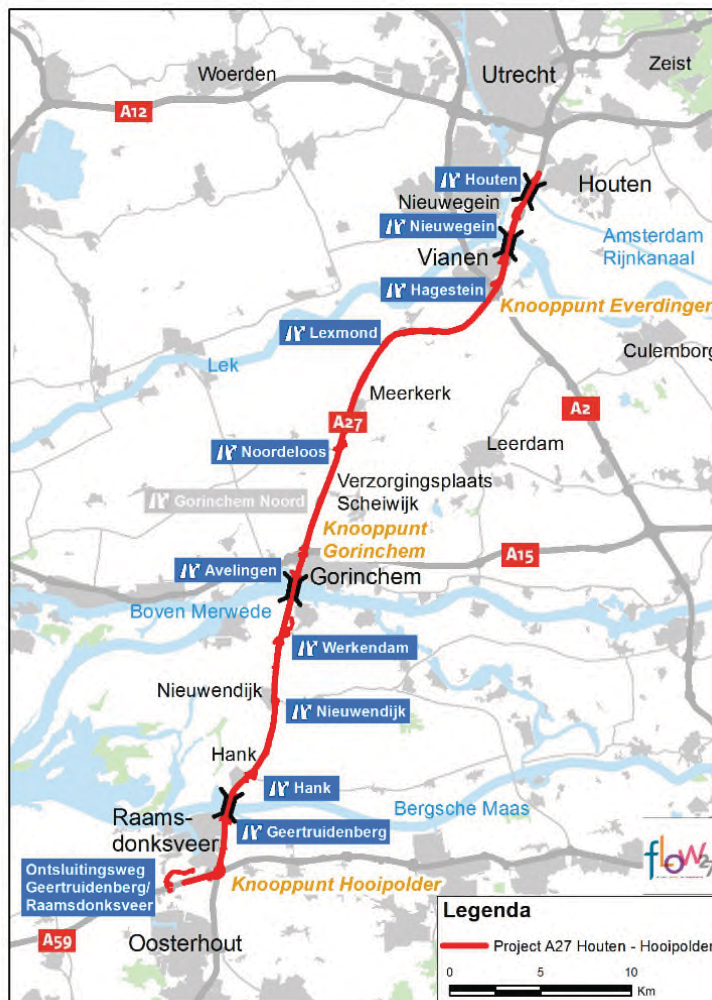 Woerden
Utrecht
Zeist
A12
Houten
Houten
Nieuwegein
Nieuwegein
Vianen
Amsterdam
Rijnkanaal
Hagestein
Knooppunt Everdingen
Lexmond
Culemborg
Lek
Meerkerk
A2
A27
Leerdam
Noordeloos
Verzorgingsplaats
Scheiwijk
Gorinchem Noord
Knooppunt
Gorinchem
A15
Avelingen
Gorinchem
Boven Merwede
Werkendam
Nieuwendijk
Nieuwendijk
Hank
Hank
Bergsche Maas
Raams-
donksveer
Geertruidenberg
Ontsluitingsweg
Geertruidenberg/
Raamsdonksveer
Knooppunt Hooipolder
flow27
A59
Oosterhout
Legenda
Project A27 Houten - Hooipolder
0 5 10
Km